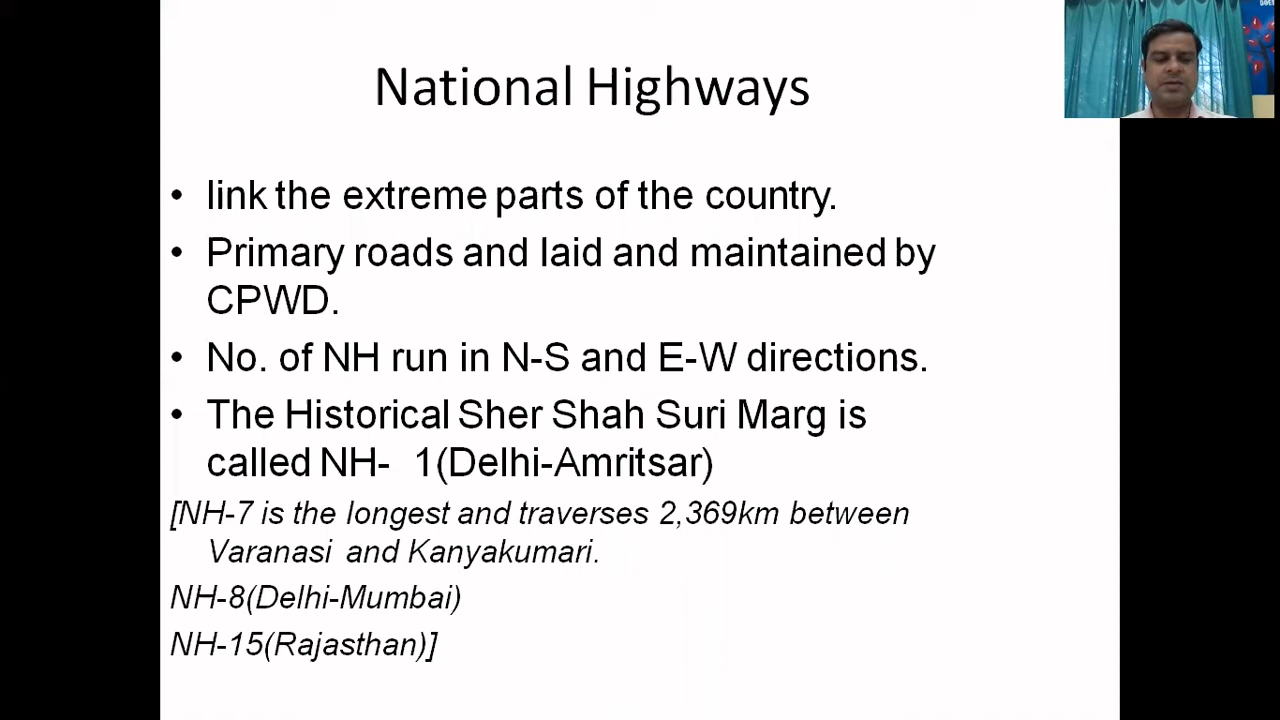 National Highways
• link the extreme parts of the country.
• Primary roads and laid and maintained by
CPWD.
• No. of NH run in N-S and E-W directions.
• The Historical Sher Shah Suri Marg is
called NH- 1(Delhi-Amritsar)
[NH-7 is the longest and traverses 2,369km between
Varanasi and Kanyakumari.
NH-8(Delhi-Mumbai)
NH-15(Rajasthan)]